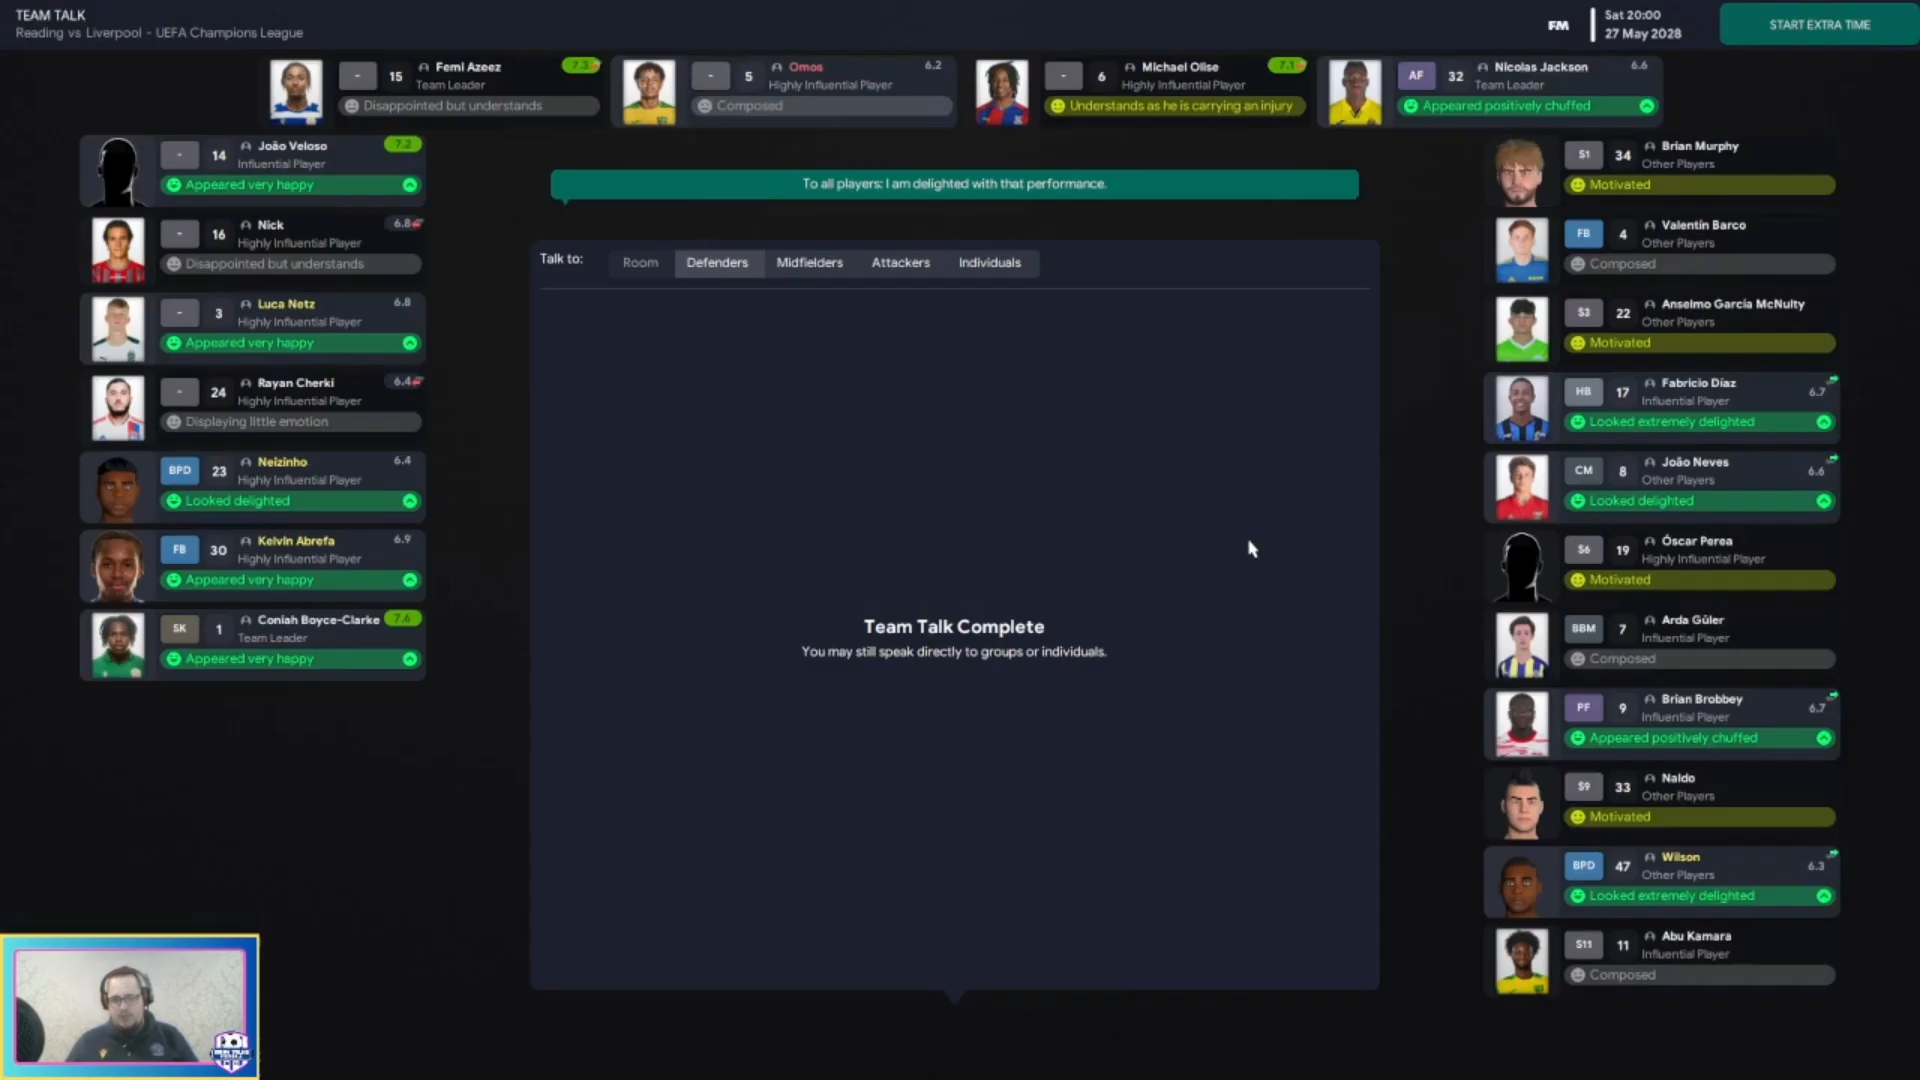 TEAM TALK
Reading vs Liverpool - UEFA Champions League
FM
Sat 20:00
27 May 2028
START EXTRA TIME
- 15 Femi Azeez 7.3
Team Leader
Disappointed but understands
- 5 Omos 6.2
Highly Influential Player
Composed
- 6 Michael Olise 7.1
Highly Influential Player
Understands as he is carrying an injury
AF 32 Nicolas Jackson 6.6
Team Leader
Appeared positively chuffed
- 14 João Veloso 7.2
Influential Player
Appeared very happy
- 16 Nick 6.8
Highly Influential Player
Disappointed but understands
- 3 Luca Netz 6.8
Highly Influential Player
Appeared very happy
- 24 Rayan Cherki 6.4
Highly Influential Player
Displaying little emotion
BPD 23 Neizinho 6.4
Highly Influential Player
Looked delighted
FB 30 Kelvin Abrefa 6.9
Highly Influential Player
Appeared very happy
SK 1 Coniah Boyce-Clarke 7.6
Team Leader
Appeared very happy
To all players: I am delighted with that performance.
Talk to: Room Defenders Midfielders Attackers Individuals
Team Talk Complete
You may still speak directly to groups or individuals.
S1 34 Brian Murphy
Other Players
Motivated
FB 4 Valentín Barco
Other Players
Composed
S3 22 Anselmo García McNulty
Other Players
Motivated
HB 17 Fabricio Díaz 6.7
Influential Player
Looked extremely delighted
CM 8 João Neves 6.6
Other Players
Looked delighted
S6 19 Óscar Perea
Highly Influential Player
Motivated
BBM 7 Arda Güler
Influential Player
Composed
PF 9 Brian Brobbey 6.7
Influential Player
Appeared positively chuffed
S9 33 Naldo
Other Players
Motivated
BPD 47 Wilson 6.3
Other Players
Looked extremely delighted
S11 11 Abu Kamara
Influential Player
Composed